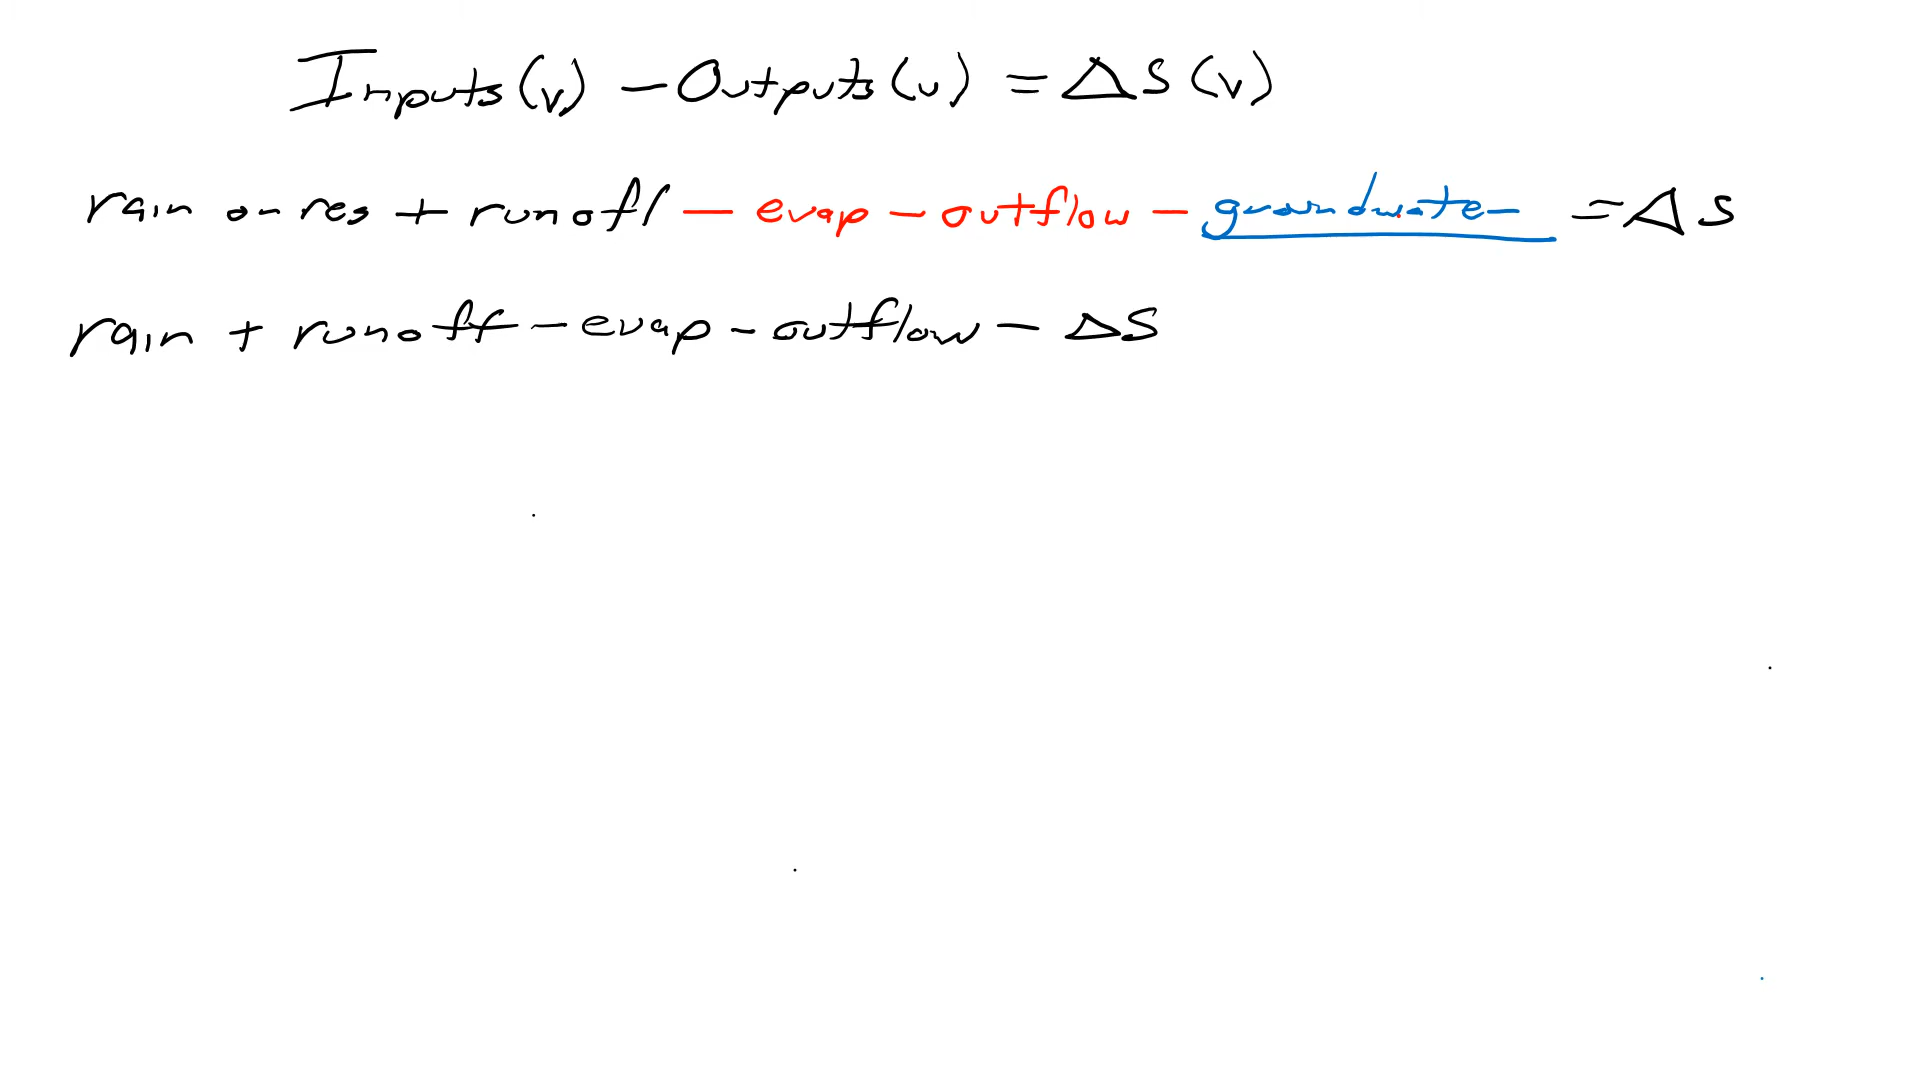 Inputs(v) - Outputs(v) = ΔS(v)
rain on res + runoff - evap - outflow - groundwater = ΔS
rain + runoff - evap - outflow - ΔS